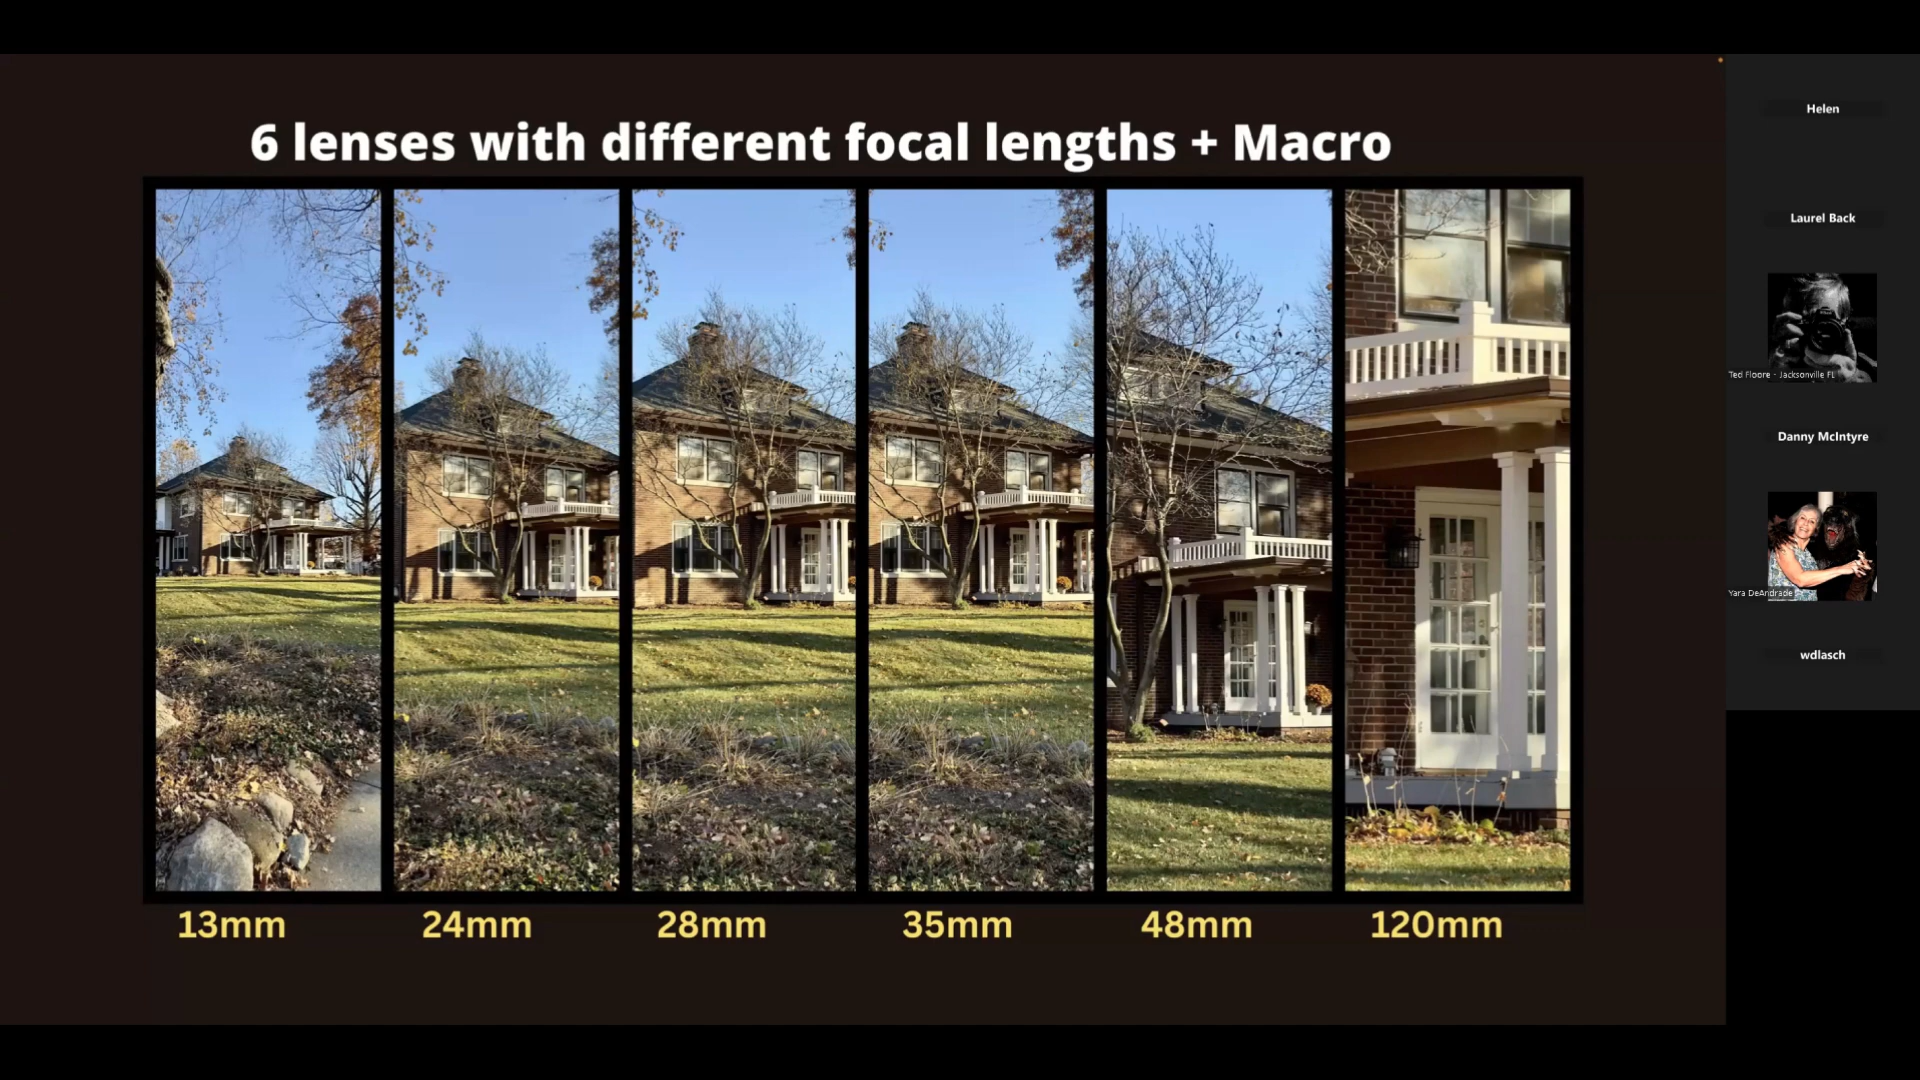 6 lenses with different focal lengths + Macro
13mm
24mm
28mm
35mm
48mm
120mm
Helen
Laurel Back
Ted Floore - Jacksonville FL
Danny McIntyre
Yara DeAndrade
wdlasch